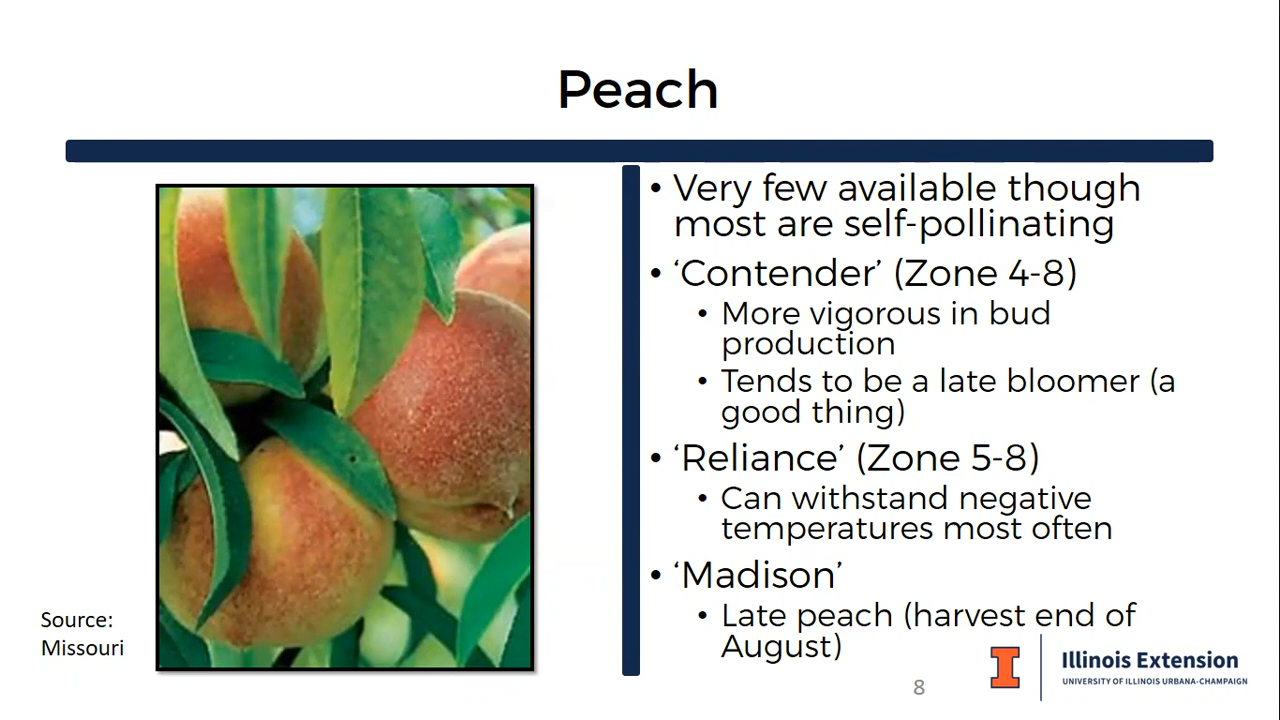 Peach
• Very few available though
most are self-pollinating
• ‘Contender’ (Zone 4-8)
• More vigorous in bud
production
• Tends to be a late bloomer (a
good thing)
• ‘Reliance’ (Zone 5-8)
• Can withstand negative
temperatures most often
• ‘Madison’
• Late peach (harvest end of
August)
Source:
Missouri
8
I
Illinois Extension
UNIVERSITY OF ILLINOIS URBANA-CHAMPAIGN